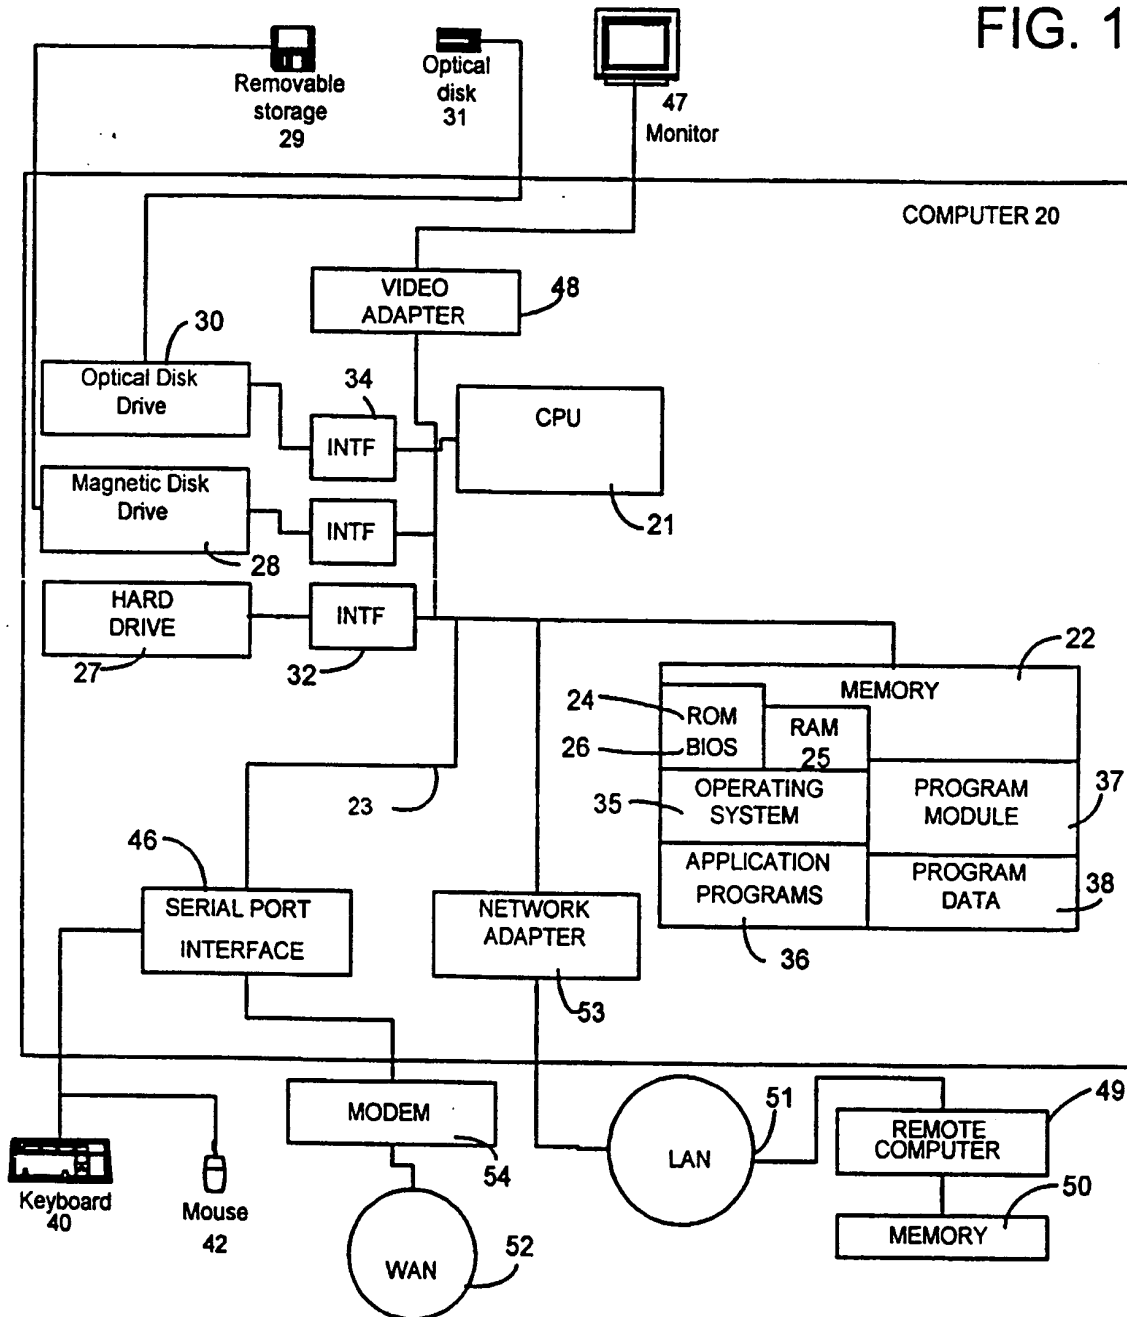 FIG. 1
Removable
storage
29
Optical
disk
31
47
Monitor
COMPUTER 20
VIDEO
ADAPTER
48
30
Optical Disk
Drive
34
INTF
CPU
21
Magnetic Disk
Drive
28
INTF
HARD
DRIVE
27
INTF
32
22
MEMORY
24
ROM
26
BIOS
RAM
25
23
35
OPERATING
SYSTEM
PROGRAM
MODULE
37
46
APPLICATION
PROGRAMS
36
PROGRAM
DATA
38
SERIAL PORT
INTERFACE
NETWORK
ADAPTER
53
MODEM
54
LAN
51
49
REMOTE
COMPUTER
50
MEMORY
Keyboard
40
Mouse
42
WAN
52